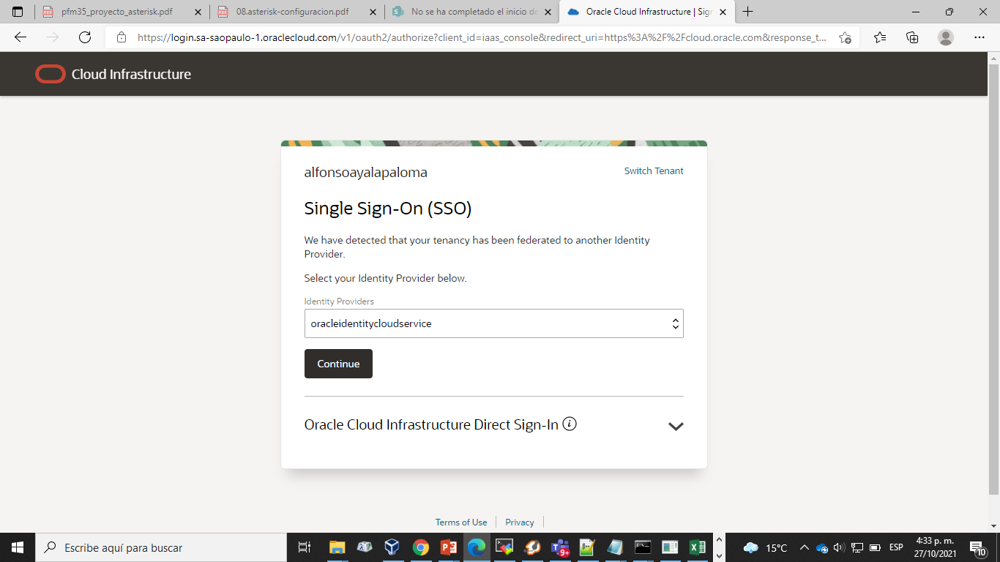 pfm35_proyecto_asterisk.pdf
08.asterisk-configuracion.pdf
No se ha completado el inicio de
Oracle Cloud Infrastructure | Sign
https://login.sa-saopaulo-1.oraclecloud.com/v1/oauth2/authorize?client_id=iaas_console&redirect_uri=https%3A%2F%2Fcloud.oracle.com&response_t...
Cloud Infrastructure
alfonsoayalapaloma
Switch Tenant
Single Sign-On (SSO)
We have detected that your tenancy has been federated to another Identity
Provider.
Select your Identity Provider below.
Identity Providers
oracleidentitycloudservice
Continue
Oracle Cloud Infrastructure Direct Sign-In
Terms of Use
Privacy
Escribe aquí para buscar
9+
15°C
ESP
4:33 p. m.
27/10/2021
10